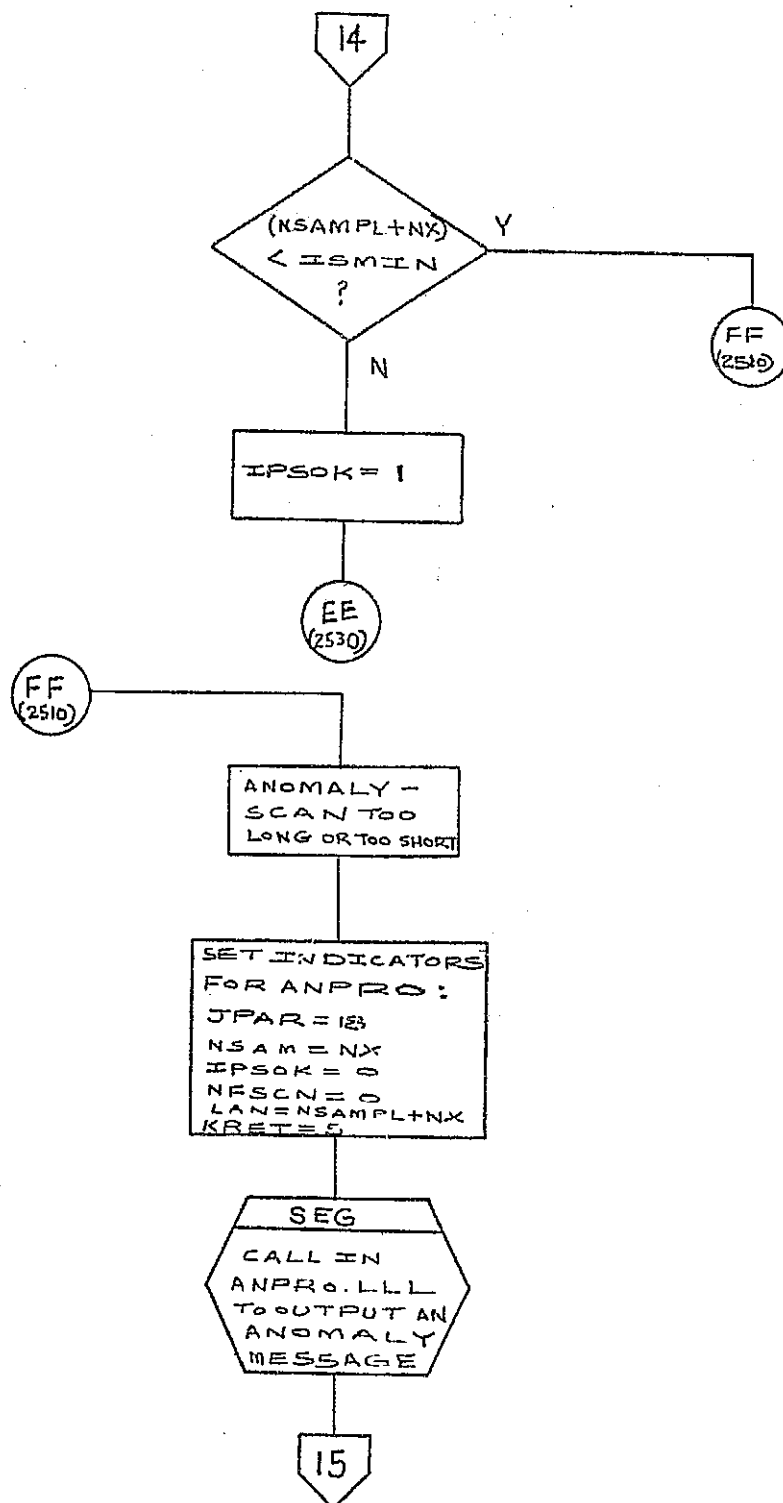 14
(NSAMPL+NX)
< ISMIN
?
Y
N
FF
(2510)
IPSOK = 1
EE
(2530)
FF
(2510)
ANOMALY -
SCAN TOO
LONG OR TOO SHORT
SET INDICATORS
FOR ANPRO:
JPAR =
NSAM = NX
IPSOK = 0
NFSCN = 0
LAN = NSAMPL+NX
KRET = 5
SEG
CALL IN
ANPRO.LLL
TO OUTPUT AN
ANOMALY
MESSAGE
15